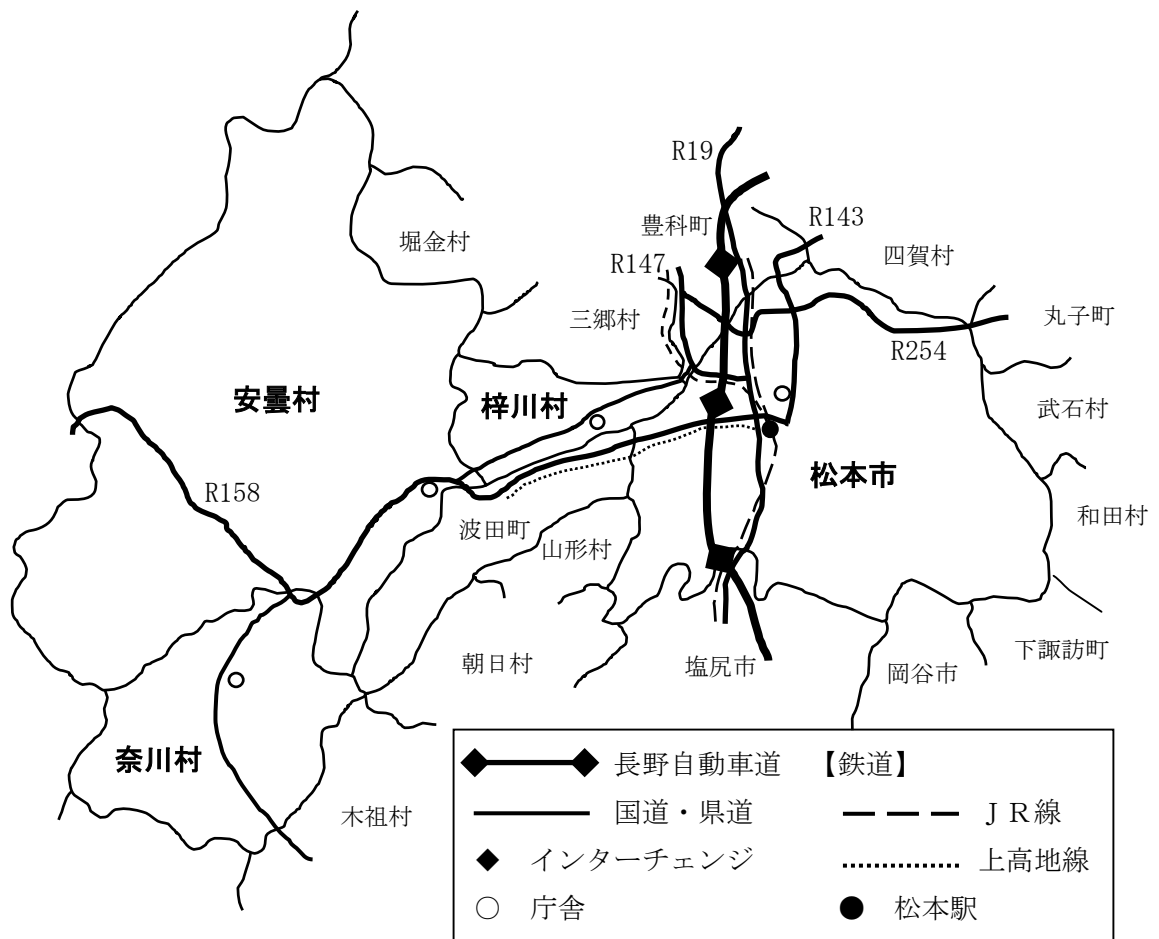 R19
R143
豊科町
堀金村
四賀村
R147
三郷村
丸子町
R254
安曇村
梓川村
武石村
松本市
R158
和田村
波田町
山形村
朝日村
塩尻市
岡谷市
下諏訪町
奈川村
木祖村
長野自動車道 【鉄道】
国道・県道 ＪＲ線
インターチェンジ 上高地線
庁舎 松本駅